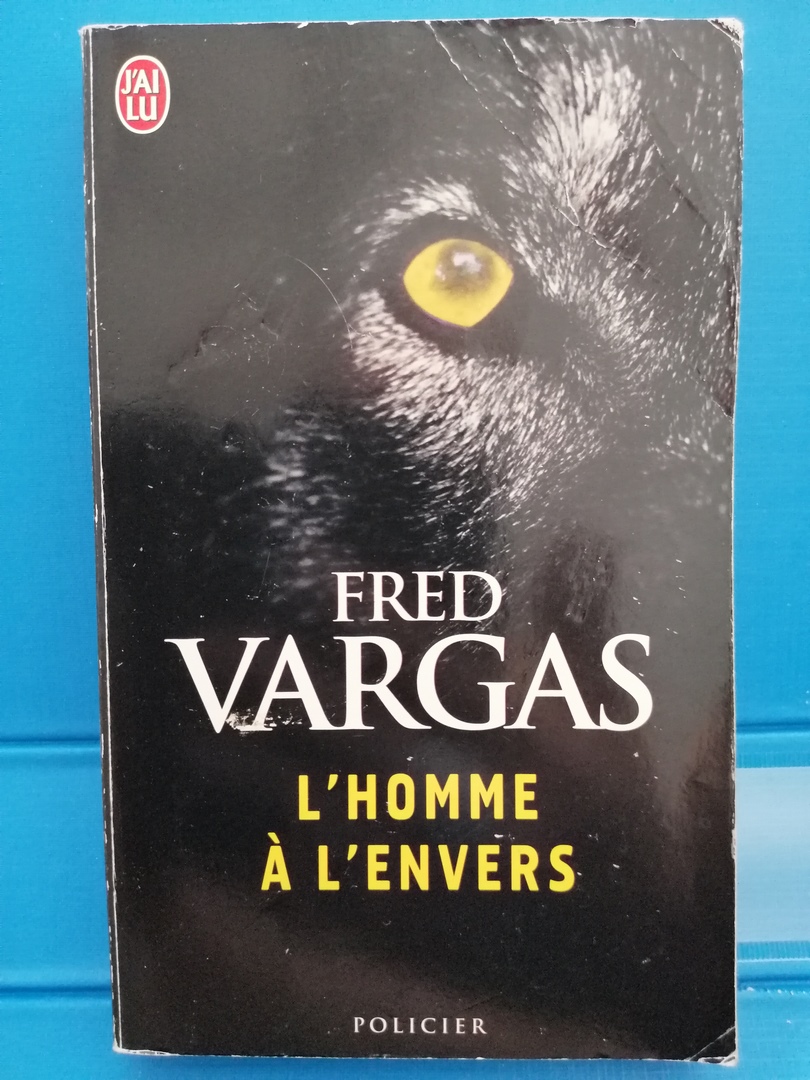 J'AI
LU
FRED
VARGAS
L'HOMME
À L'ENVERS
POLICIER